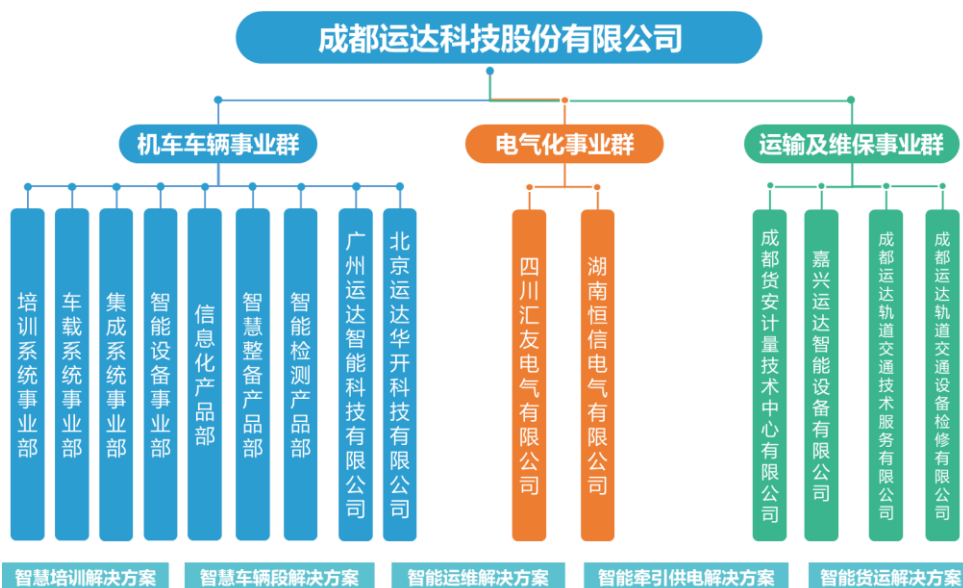 成都运达科技股份有限公司
机车车辆事业群
电气化事业群
运输及维保事业群
培训系统事业部
车载系统事业部
集成系统事业部
智能设备事业部
信息化产品部
智慧整备产品部
智能检测产品部
广州运达智能科技有限公司
北京运达华开科技有限公司
四川汇友电气有限公司
湖南恒信电气有限公司
成都货安计量技术中心有限公司
嘉兴运达智能设备有限公司
成都运达轨道交通技术服务有限公司
成都运达轨道交通设备检修有限公司
智慧培训解决方案
智慧车辆段解决方案
智能运维解决方案
智能牵引供电解决方案
智能货运解决方案